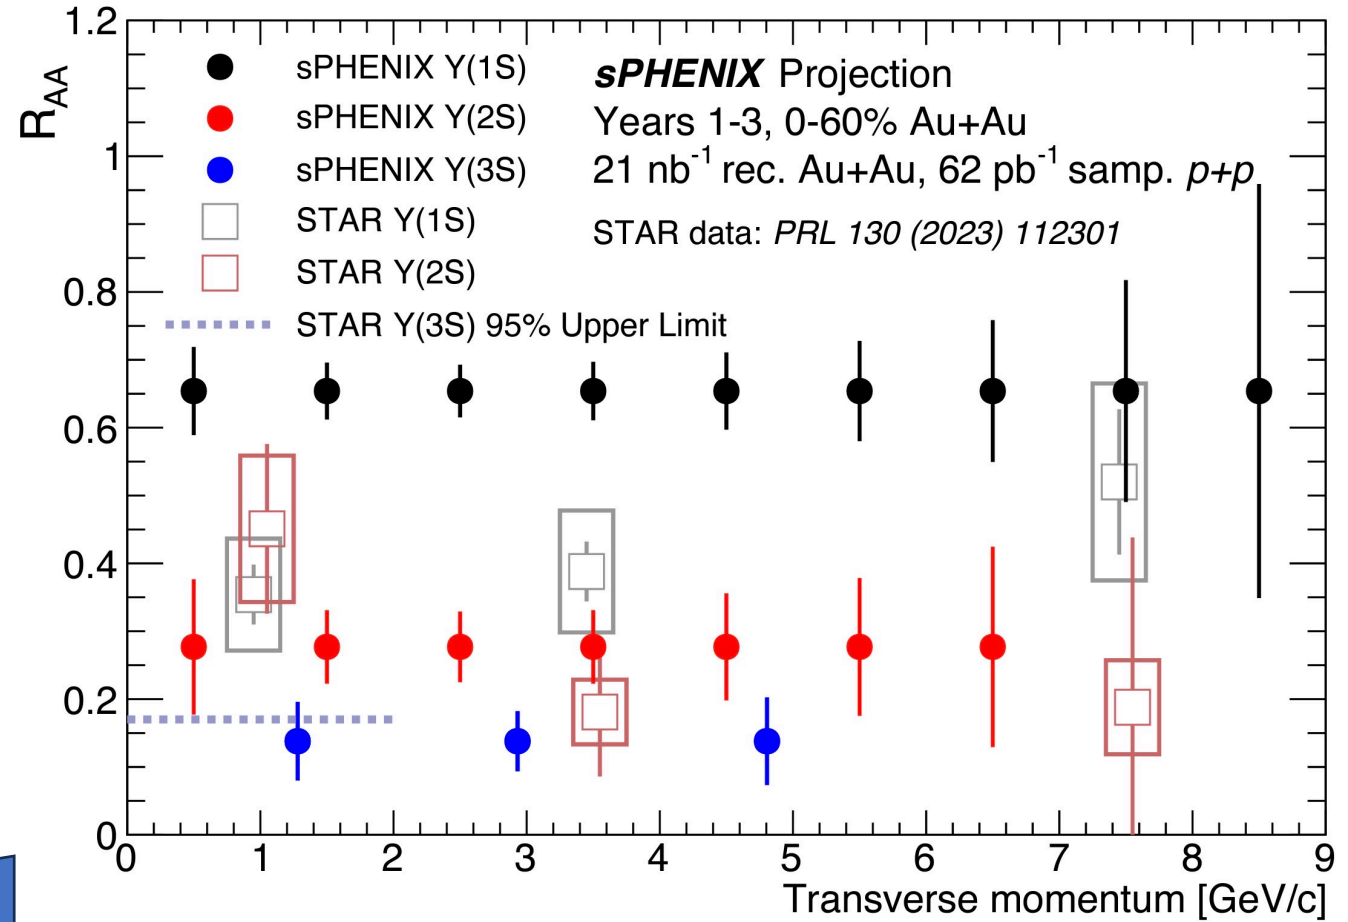 1.2
R_AA
1
0.8
0.6
0.4
0.2
0
sPHENIX Y(1S)
sPHENIX Y(2S)
sPHENIX Y(3S)
STAR Y(1S)
STAR Y(2S)
STAR Y(3S) 95% Upper Limit
sPHENIX Projection
Years 1-3, 0-60% Au+Au
21 nb⁻¹ rec. Au+Au, 62 pb⁻¹ samp. p+p
STAR data: PRL 130 (2023) 112301
0 1 2 3 4 5 6 7 8 9
Transverse momentum [GeV/c]